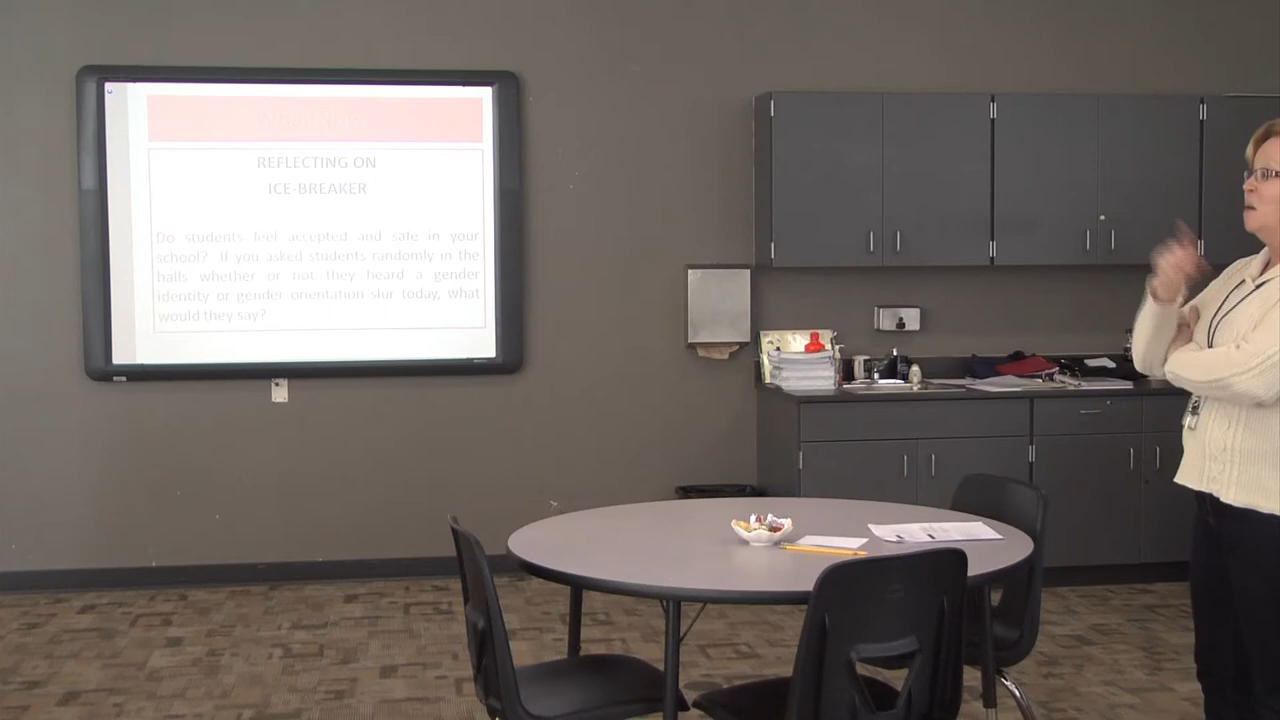 REFLECTING ON
ICE-BREAKER
Do students feel accepted and safe in your
school? If you asked students randomly in the
halls whether or not they heard a gender
identity or gender orientation slur today, what
would they say?